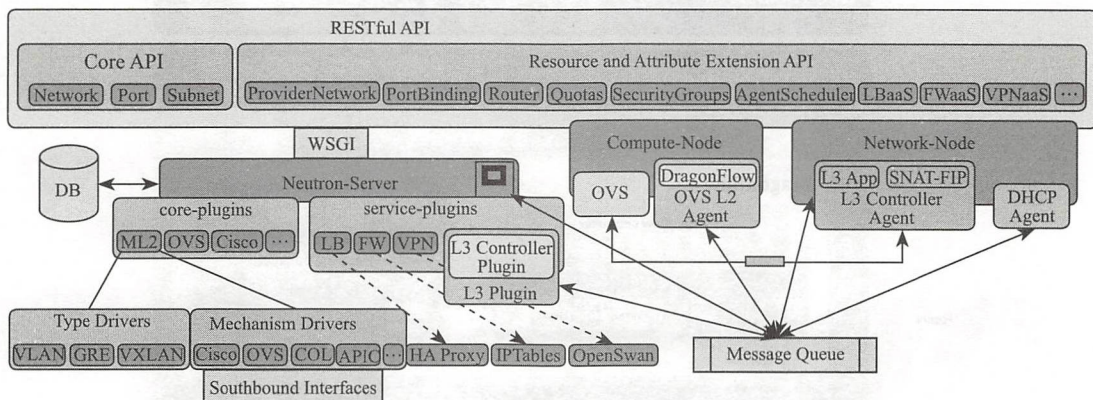 RESTful API
Core API
Network Port Subnet
Resource and Attribute Extension API
ProviderNetwork PortBinding Router Quotas SecurityGroups AgentScheduler LBaaS FWaaS VPNaaS ...
WSGI
DB
Neutron-Server
core-plugins
ML2 OVS Cisco ...
service-plugins
LB FW VPN
L3 Controller
Plugin
L3 Plugin
Compute-Node
OVS
DragonFlow
OVS L2
Agent
Network-Node
L3 App SNAT-FIP
L3 Controller
Agent
DHCP
Agent
Type Drivers
VLAN GRE VXLAN
Mechanism Drivers
Cisco OVS COL APIC ...
HA Proxy IPTables OpenSwan
Message Queue
Southbound Interfaces